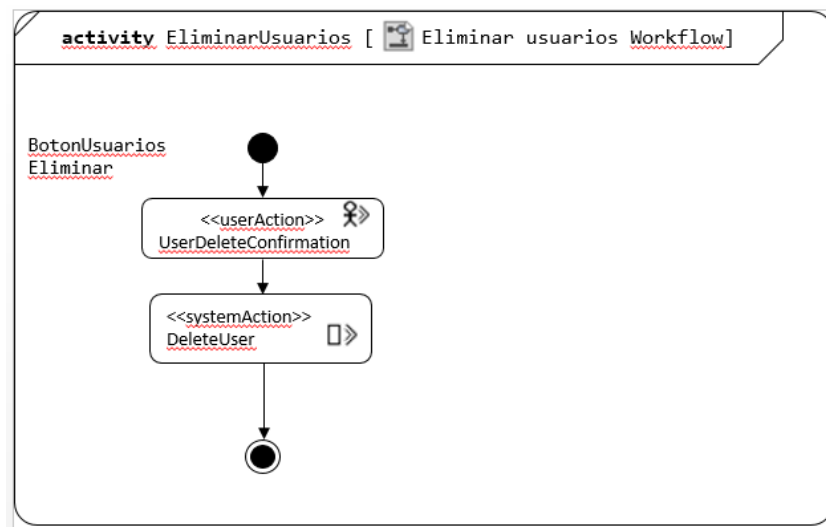 activity EliminarUsuarios [ Eliminar usuarios Workflow]
BotonUsuarios
Eliminar
<<userAction>>
UserDeleteConfirmation
<<systemAction>>
DeleteUser